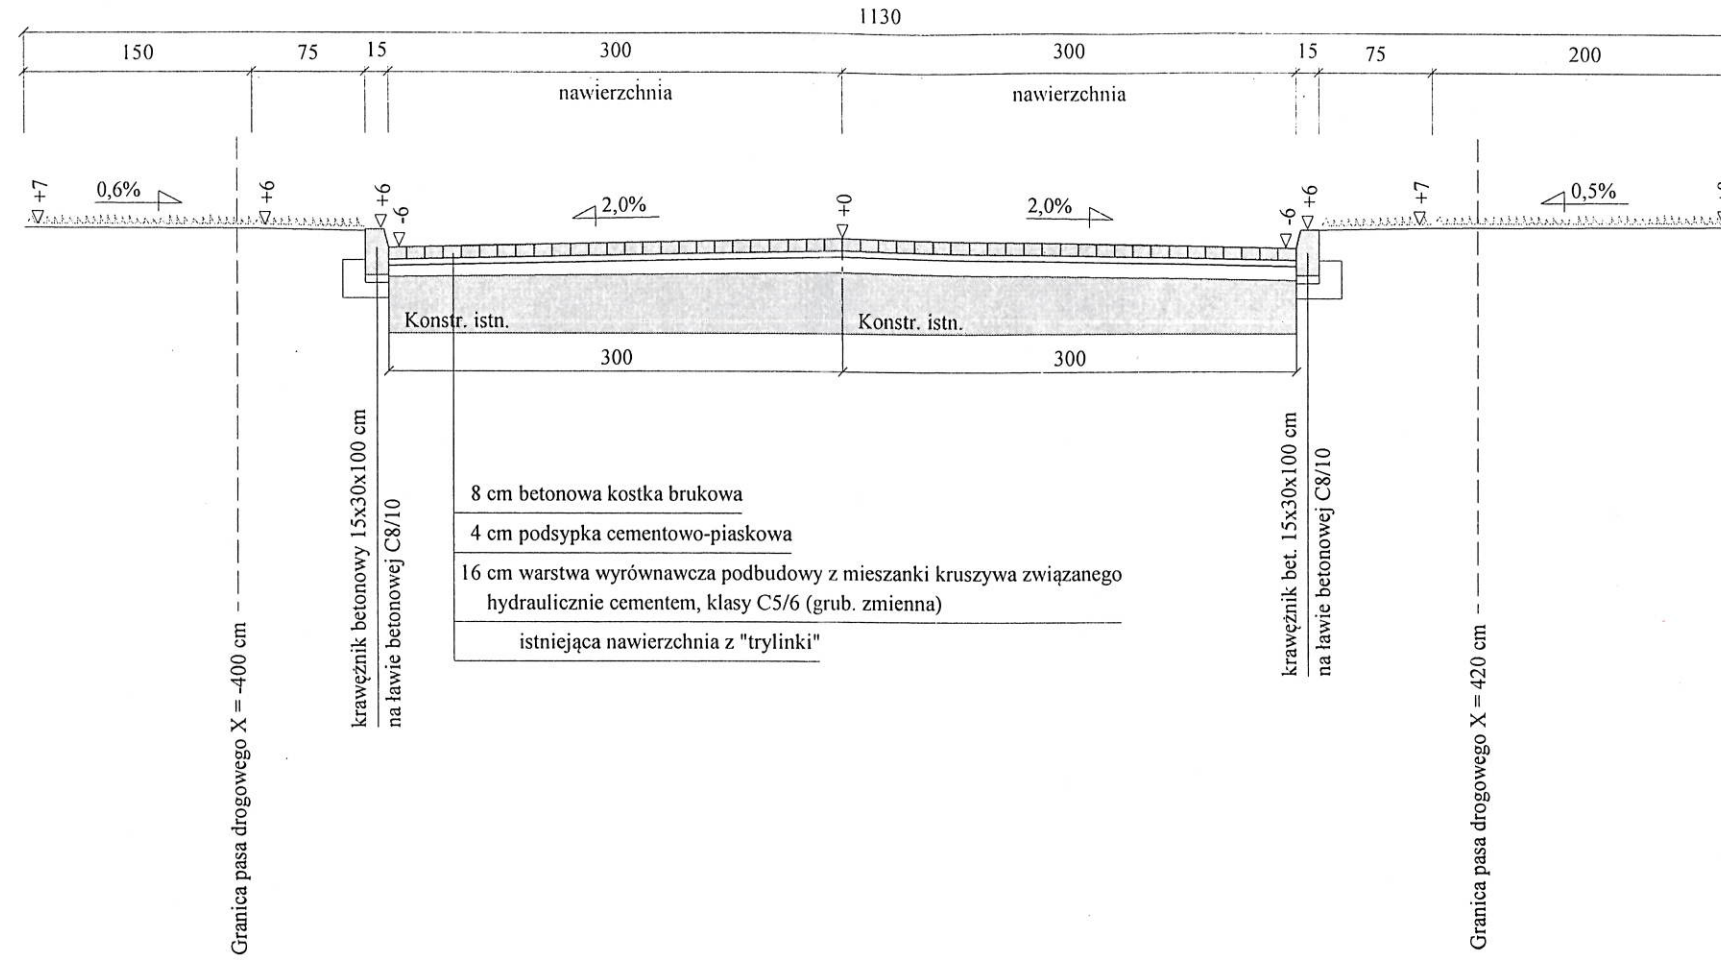 1130
150 75 15 300 300 15 75 200
nawierzchnia nawierzchnia
+7 0,6% +6 +6 -6 2,0% +0 2,0% -6 +6 +7 0,5%
Konstr. istn. Konstr. istn.
300 300
8 cm betonowa kostka brukowa
4 cm podsypka cementowo-piaskowa
16 cm warstwa wyrównawcza podbudowy z mieszanki kruszywa związanego
hydraulicznie cementem, klasy C5/6 (grub. zmienna)
istniejąca nawierzchnia z "trylinki"
Granica pasa drogowego X = -400 cm
krawężnik betonowy 15x30x100 cm
na ławie betonowej C8/10
krawężnik bet. 15x30x100 cm
na ławie betonowej C8/10
Granica pasa drogowego X = 420 cm